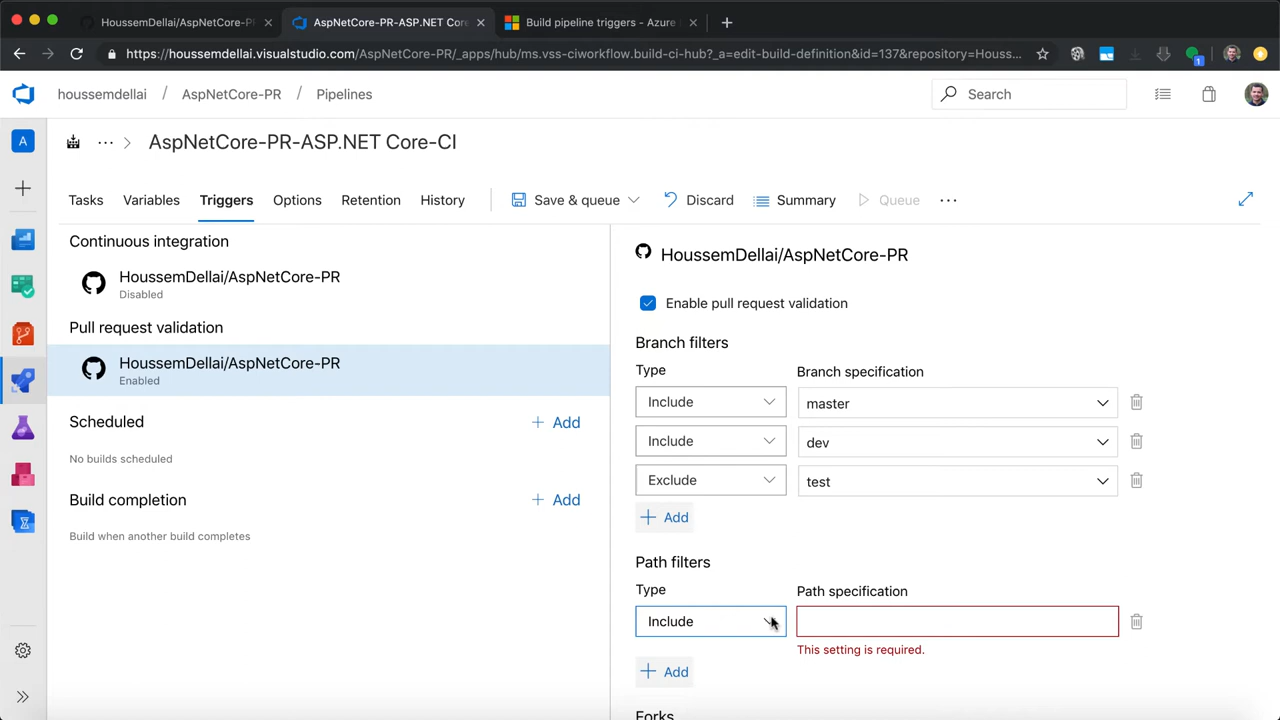 HoussemDellai/AspNetCore-PR
AspNetCore-PR-ASP.NET Core
Build pipeline triggers - Azure
https://houssemdellai.visualstudio.com/AspNetCore-PR/_apps/hub/ms.vss-ciworkflow.build-ci-hub?_a=edit-build-definition&id=137&repository=Houss...
1
houssemdellai / AspNetCore-PR / Pipelines
Search
A
AspNetCore-PR-ASP.NET Core-CI
Tasks Variables Triggers Options Retention History Save & queue Discard Summary Queue
Continuous integration
HoussemDellai/AspNetCore-PR
Disabled
Pull request validation
HoussemDellai/AspNetCore-PR
Enabled
Scheduled
+ Add
No builds scheduled
Build completion
+ Add
Build when another build completes
HoussemDellai/AspNetCore-PR
Enable pull request validation
Branch filters
Type Branch specification
Include master
Include dev
Exclude test
+ Add
Path filters
Type Path specification
Include
This setting is required.
+ Add
Forks